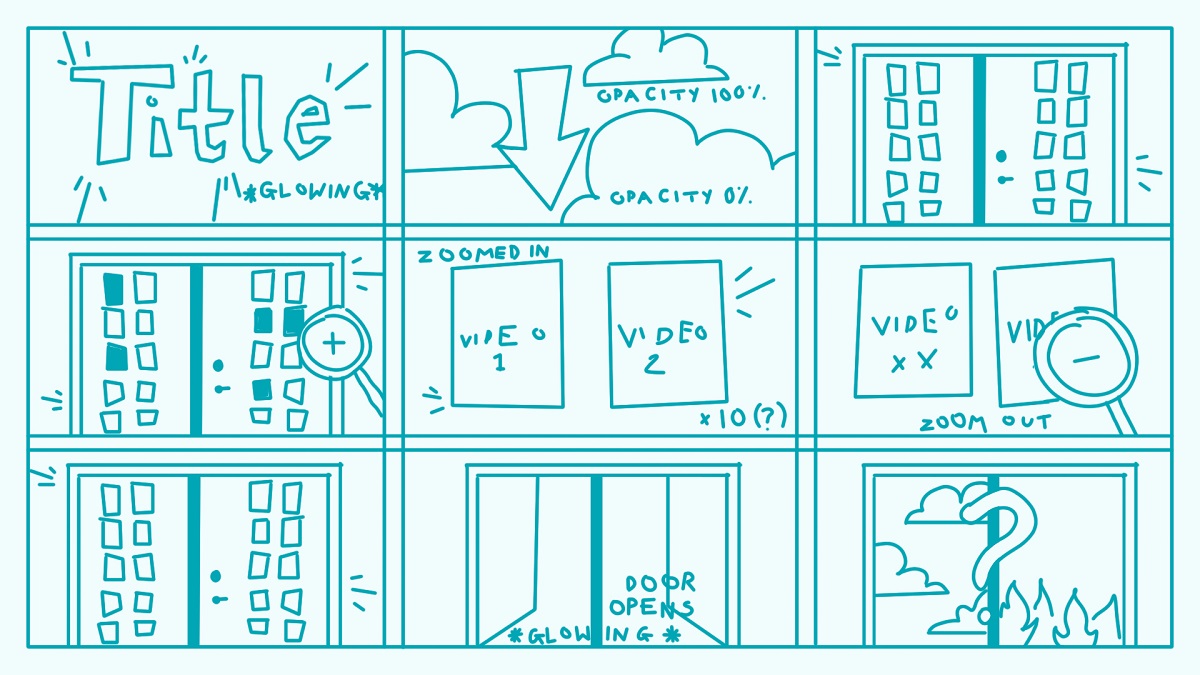 Title
*GLOWING*
OPACITY 100%.
OPACITY 0%.
ZOOMED IN
VIDEO
1
VIDEO
2
x10(?)
VIDEO
XX
VID
ZOOM OUT
DOOR
OPENS
*GLOWING*
?